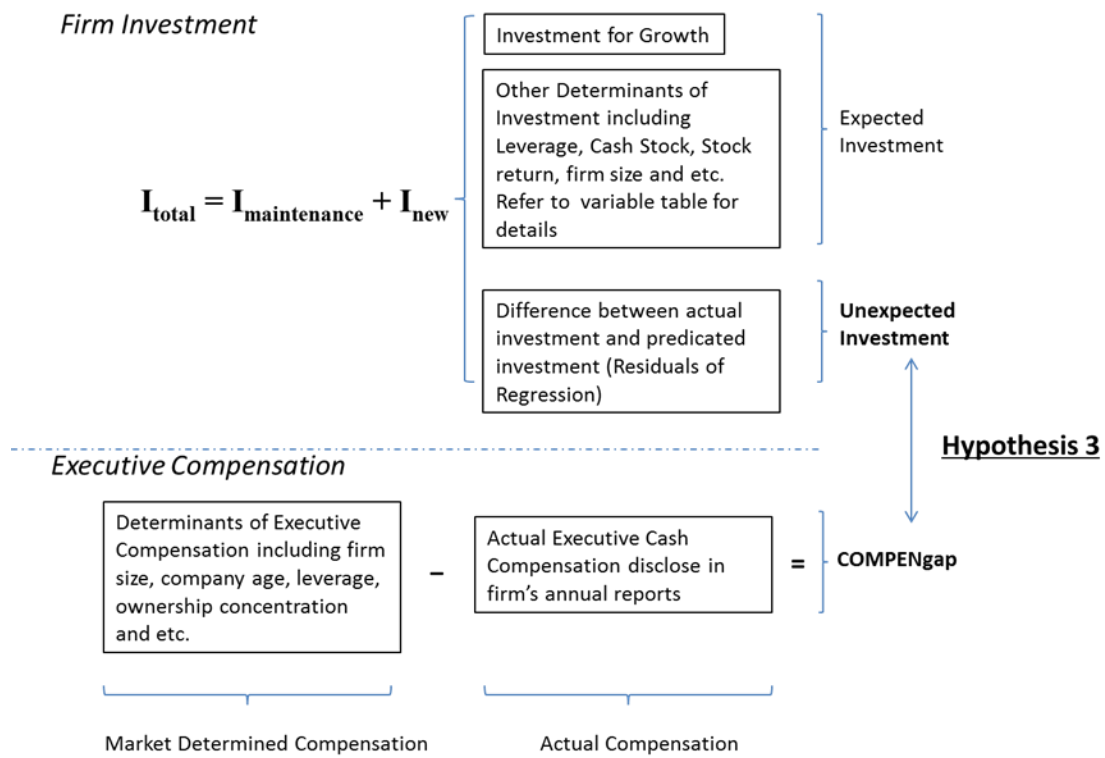 Firm Investment
Investment for Growth
Other Determinants of
Investment including
Leverage, Cash Stock, Stock
return, firm size and etc.
Refer to variable table for
details
Expected
Investment
I_total = I_maintenance + I_new
Difference between actual
investment and predicated
investment (Residuals of
Regression)
Unexpected
Investment
Hypothesis 3
Executive Compensation
Determinants of Executive
Compensation including firm
size, company age, leverage,
ownership concentration
and etc.
–
Actual Executive Cash
Compensation disclose in
firm's annual reports
=
COMPENgap
Market Determined Compensation
Actual Compensation